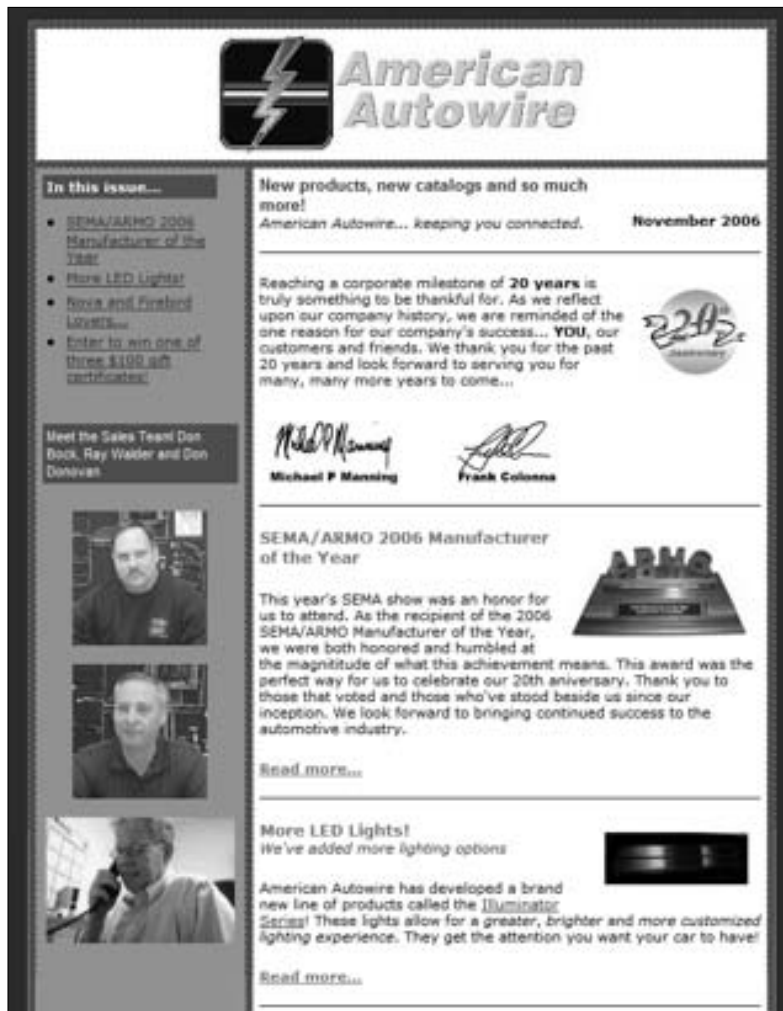 American
Autowire
In this issue...
SEMA/ARMO 2006
Manufacturer of the
Year
More LED Lights!
Nova and Firebird
Lovers...
Enter to win one of
three $100 gift
certificates!
Meet the Sales Team! Don
Bock, Ray Walder and Don
Donovan
New products, new catalogs and so much
more!
American Autowire... keeping you connected.
November 2006
Reaching a corporate milestone of 20 years is
truly something to be thankful for. As we reflect
upon our company history, we are reminded of the
one reason for our company's success... YOU, our
customers and friends. We thank you for the past
20 years and look forward to serving you for
many, many more years to come...
20th
Anniversary
Michael P Manning
Frank Colonna
SEMA/ARMO 2006 Manufacturer
of the Year
ARMO
This year's SEMA show was an honor for
us to attend. As the recipient of the 2006
SEMA/ARMO Manufacturer of the Year,
we were both honored and humbled at
the magnititude of what this achievement means. This award was the
perfect way for us to celebrate our 20th aniversary. Thank you to
those that voted and those who've stood beside us since our
inception. We look forward to bringing continued success to the
automotive industry.
Read more...
More LED Lights!
We've added more lighting options
American Autowire has developed a brand
new line of products called the Illuminator
Series! These lights allow for a greater, brighter and more customized
lighting experience. They get the attention you want your car to have!
Read more...